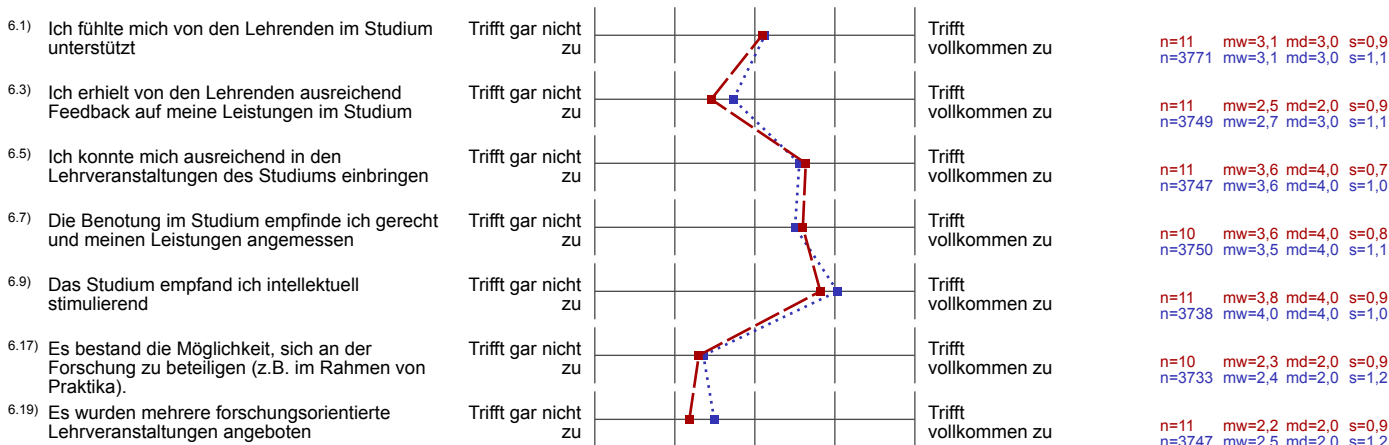 6.1) Ich fühlte mich von den Lehrenden im Studium unterstützt
Trifft gar nicht zu
Trifft vollkommen zu
n=11 mw=3,1 md=3,0 s=0,9
n=3771 mw=3,1 md=3,0 s=1,1
6.3) Ich erhielt von den Lehrenden ausreichend Feedback auf meine Leistungen im Studium
Trifft gar nicht zu
Trifft vollkommen zu
n=11 mw=2,5 md=2,0 s=0,9
n=3749 mw=2,7 md=3,0 s=1,1
6.5) Ich konnte mich ausreichend in den Lehrveranstaltungen des Studiums einbringen
Trifft gar nicht zu
Trifft vollkommen zu
n=11 mw=3,6 md=4,0 s=0,7
n=3747 mw=3,6 md=4,0 s=1,0
6.7) Die Benotung im Studium empfinde ich gerecht und meinen Leistungen angemessen
Trifft gar nicht zu
Trifft vollkommen zu
n=10 mw=3,6 md=4,0 s=0,8
n=3750 mw=3,5 md=4,0 s=1,1
6.9) Das Studium empfand ich intellektuell stimulierend
Trifft gar nicht zu
Trifft vollkommen zu
n=11 mw=3,8 md=4,0 s=0,9
n=3738 mw=4,0 md=4,0 s=1,0
6.17) Es bestand die Möglichkeit, sich an der Forschung zu beteiligen (z.B. im Rahmen von Praktika).
Trifft gar nicht zu
Trifft vollkommen zu
n=10 mw=2,3 md=2,0 s=0,9
n=3733 mw=2,4 md=2,0 s=1,2
6.19) Es wurden mehrere forschungsorientierte Lehrveranstaltungen angeboten
Trifft gar nicht zu
Trifft vollkommen zu
n=11 mw=2,2 md=2,0 s=0,9
n=3747 mw=2,5 md=2,0 s=1,2